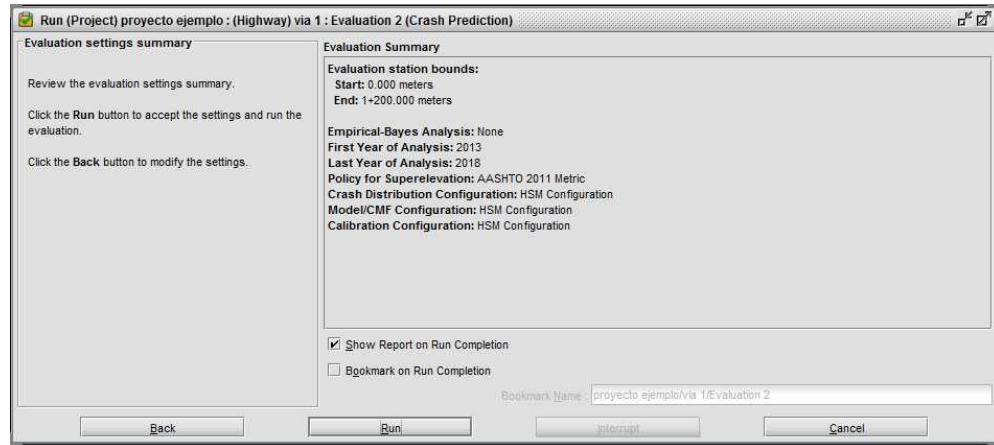 Run (Project) proyecto ejemplo : (Highway) via 1 : Evaluation 2 (Crash Prediction)
Evaluation settings summary
Review the evaluation settings summary.
Click the Run button to accept the settings and run the
evaluation.
Click the Back button to modify the settings.
Evaluation Summary
Evaluation station bounds:
Start: 0.000 meters
End: 1+200.000 meters
Empirical-Bayes Analysis: None
First Year of Analysis: 2013
Last Year of Analysis: 2018
Policy for Superelevation: AASHTO 2011 Metric
Crash Distribution Configuration: HSM Configuration
Model/CMF Configuration: HSM Configuration
Calibration Configuration: HSM Configuration
Show Report on Run Completion
Bookmark on Run Completion
Bookmark Name : proyecto ejemplo/via 1/Evaluation 2
Back Run Interrupt Cancel